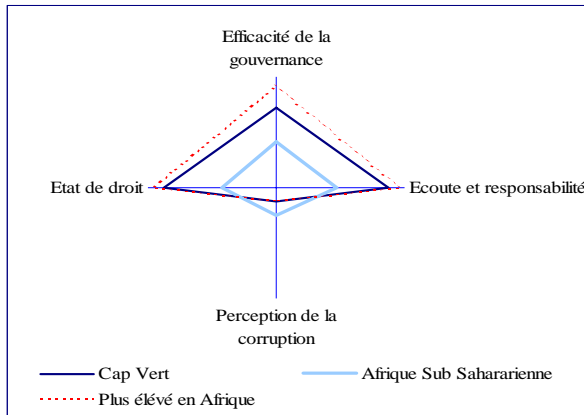 Efficacité de la
gouvernance
Etat de droit
Ecoute et responsabilité
Perception de la
corruption
Cap Vert
Afrique Sub Sahararienne
Plus élévé en Afrique